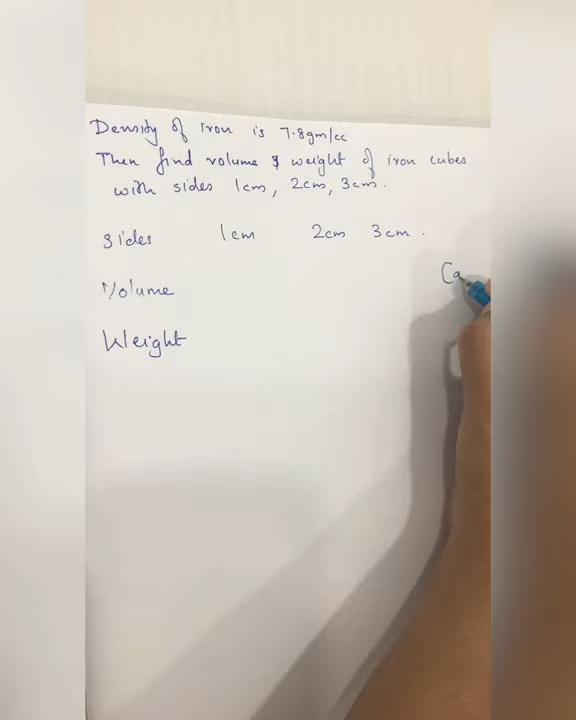 Density of iron is 7.8gm/cc
Then find volume & weight of iron cubes
with sides 1cm, 2cm, 3cm.
Sides 1cm 2cm 3cm.
(a
Volume
Weight